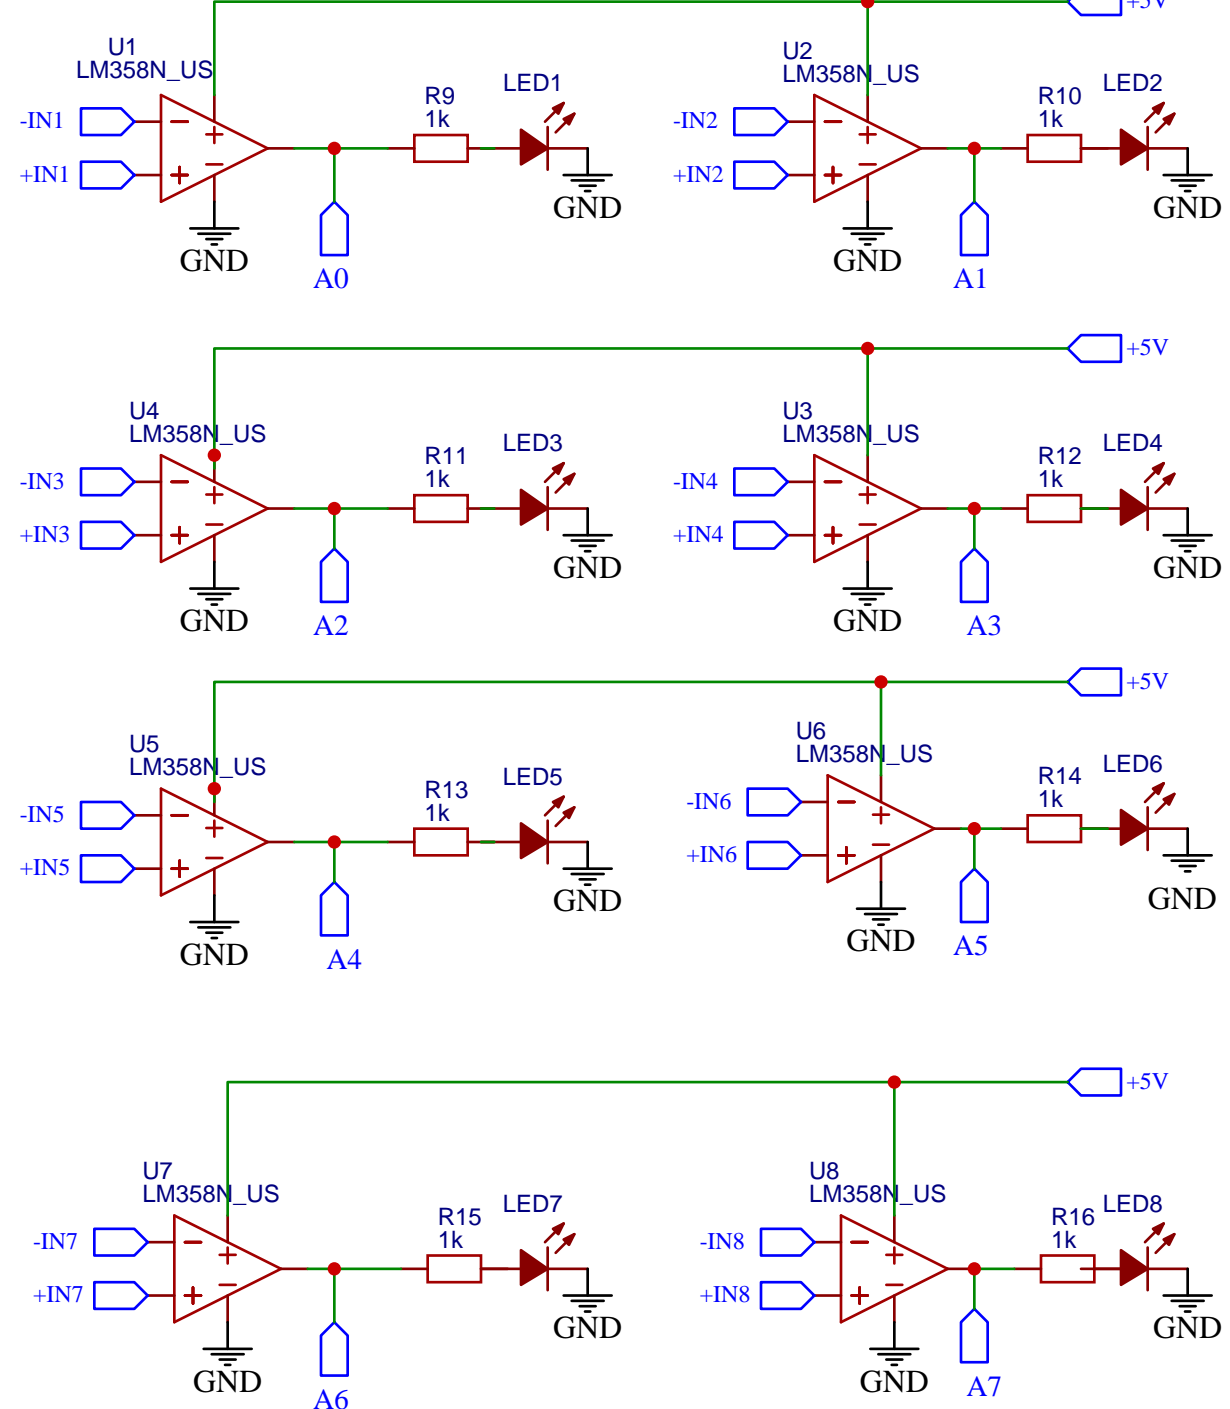 +5V
U1
LM358N_US
-IN1
+IN1
R9
1k
LED1
GND
GND
A0
U2
LM358N_US
-IN2
+IN2
R10
1k
LED2
GND
GND
A1
+5V
U4
LM358N_US
-IN3
+IN3
R11
1k
LED3
GND
GND
A2
U3
LM358N_US
-IN4
+IN4
R12
1k
LED4
GND
GND
A3
+5V
U5
LM358N_US
-IN5
+IN5
R13
1k
LED5
GND
GND
A4
U6
LM358N_US
-IN6
+IN6
R14
1k
LED6
GND
GND
A5
+5V
U7
LM358N_US
-IN7
+IN7
R15
1k
LED7
GND
GND
A6
U8
LM358N_US
-IN8
+IN8
R16
1k
LED8
GND
GND
A7